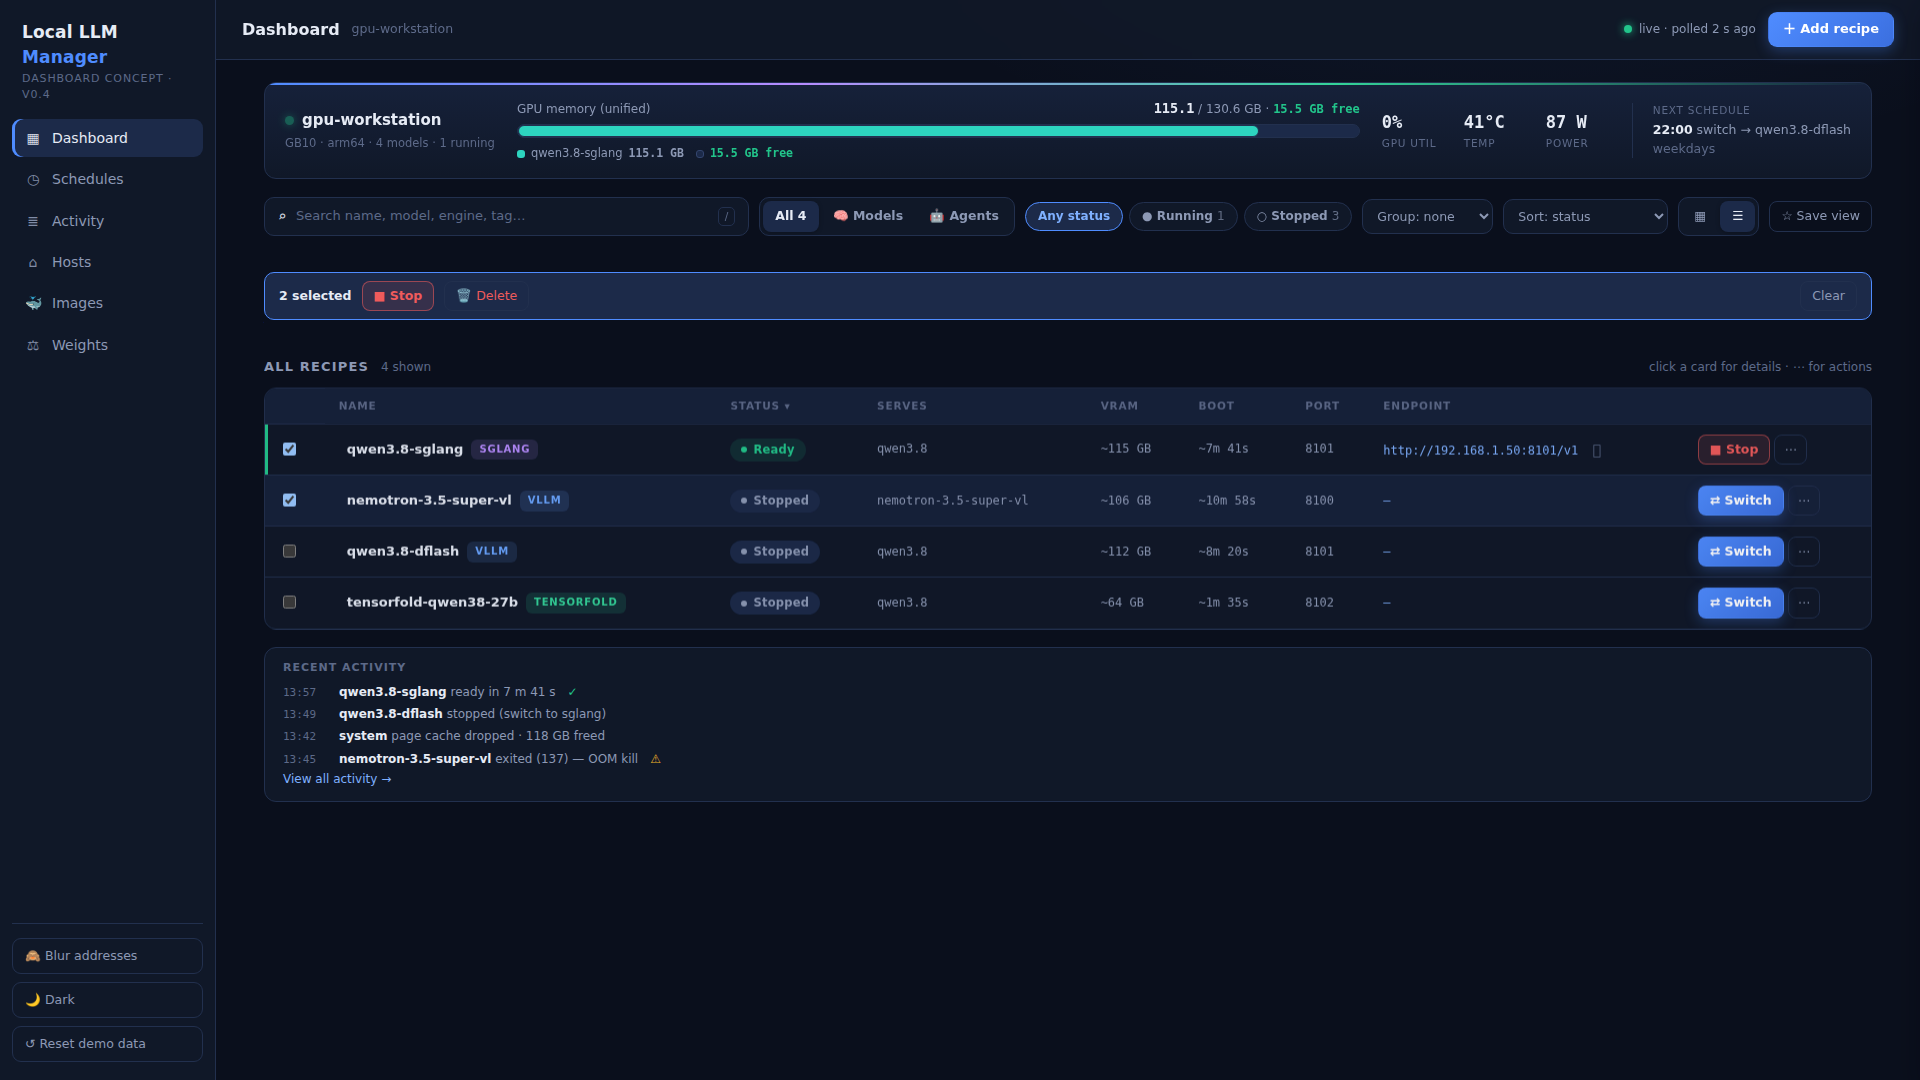 Local LLM
Manager
DASHBOARD CONCEPT ·
V0.4
Dashboard
Schedules
Activity
Hosts
Images
Weights
Blur addresses
Dark
↺ Reset demo data
Dashboard gpu-workstation
live · polled 2 s ago
+ Add recipe
gpu-workstation
GB10 · arm64 · 4 models · 1 running
GPU memory (unified)
115.1 / 130.6 GB · 15.5 GB free
qwen3.8-sglang 115.1 GB 15.5 GB free
0%
GPU UTIL
41°C
TEMP
87 W
POWER
NEXT SCHEDULE
22:00 switch → qwen3.8-dflash
weekdays
Search name, model, engine, tag… /
All 4 Models Agents
Any status ● Running 1 ○ Stopped 3
Group: none
Sort: status
☆ Save view
2 selected ■ Stop Delete Clear
ALL RECIPES 4 shown
click a card for details · ⋯ for actions
NAME STATUS ▾ SERVES VRAM BOOT PORT ENDPOINT
qwen3.8-sglang SGLANG Ready qwen3.8 ~115 GB ~7m 41s 8101 http://192.168.1.50:8101/v1 ■ Stop ⋯
nemotron-3.5-super-vl VLLM Stopped nemotron-3.5-super-vl ~106 GB ~10m 58s 8100 — ⇄ Switch ⋯
qwen3.8-dflash VLLM Stopped qwen3.8 ~112 GB ~8m 20s 8101 — ⇄ Switch ⋯
tensorfold-qwen38-27b TENSORFOLD Stopped qwen3.8 ~64 GB ~1m 35s 8102 — ⇄ Switch ⋯
RECENT ACTIVITY
13:57 qwen3.8-sglang ready in 7 m 41 s ✓
13:49 qwen3.8-dflash stopped (switch to sglang)
13:42 system page cache dropped · 118 GB freed
13:45 nemotron-3.5-super-vl exited (137) — OOM kill ⚠
View all activity →